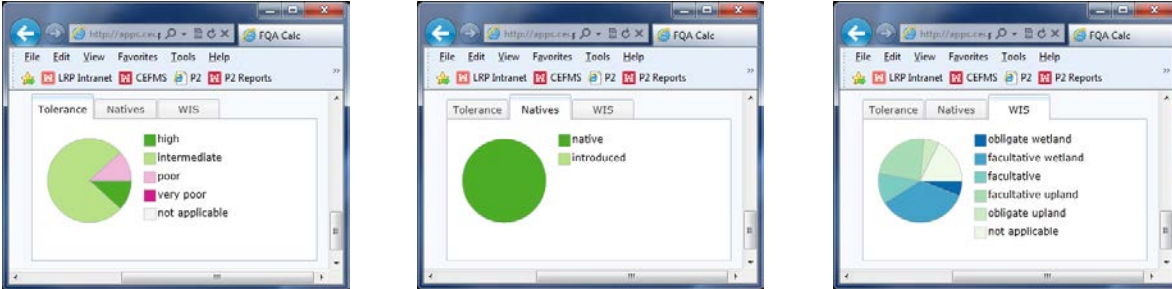 http://apps.cec
FQA Calc
File Edit View Favorites Tools Help
LRP Intranet CEFMS P2 P2 Reports
Tolerance Natives WIS
high
intermediate
poor
very poor
not applicable
http://apps.cec
FQA Calc
File Edit View Favorites Tools Help
LRP Intranet CEFMS P2 P2 Reports
Tolerance Natives WIS
native
introduced
http://apps.cec
FQA Calc
File Edit View Favorites Tools Help
LRP Intranet CEFMS P2 P2 Reports
Tolerance Natives WIS
obligate wetland
facultative wetland
facultative
facultative upland
obligate upland
not applicable